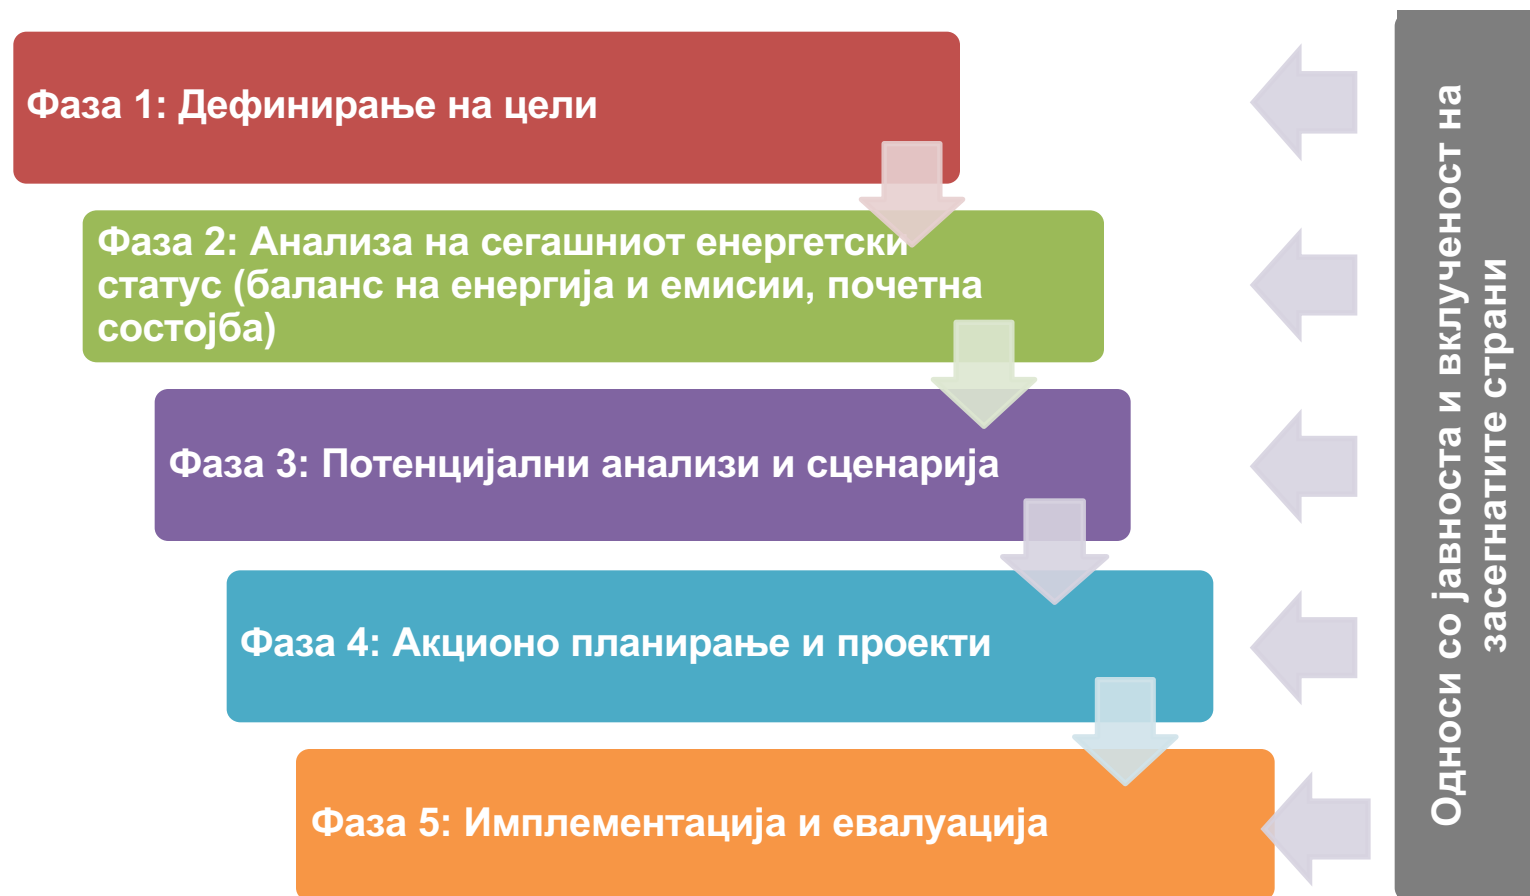 Фаза 1: Дефинирање на цели
Фаза 2: Анализа на сегашниот енергетски
статус (баланс на енергија и емисии, почетна
состојба)
Фаза 3: Потенцијални анализи и сценарија
Фаза 4: Акционо планирање и проекти
Фаза 5: Имплементација и евалуација
Односи со јавноста и вклученост на
засегнатите страни